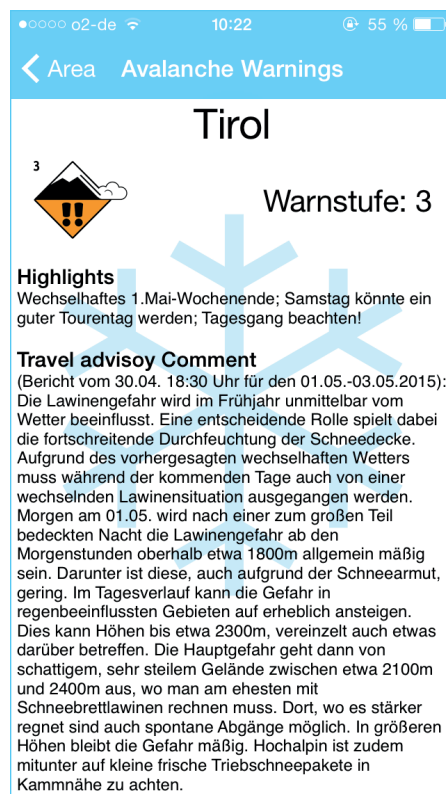 o2-de 10:22 55 %
Area Avalanche Warnings
Tirol
3
Warnstufe: 3
Highlights
Wechselhaftes 1.Mai-Wochenende; Samstag könnte ein
guter Tourentag werden; Tagesgang beachten!
Travel advisoy Comment
(Bericht vom 30.04. 18:30 Uhr für den 01.05.-03.05.2015):
Die Lawinengefahr wird im Frühjahr unmittelbar vom
Wetter beeinflusst. Eine entscheidende Rolle spielt dabei
die fortschreitende Durchfeuchtung der Schneedecke.
Aufgrund des vorhergesagten wechselhaften Wetters
muss während der kommenden Tage auch von einer
wechselnden Lawinensituation ausgegangen werden.
Morgen am 01.05. wird nach einer zum großen Teil
bedeckten Nacht die Lawinengefahr ab den
Morgenstunden oberhalb etwa 1800m allgemein mäßig
sein. Darunter ist diese, auch aufgrund der Schneearmut,
gering. Im Tagesverlauf kann die Gefahr in
regenbeeinflussten Gebieten auf erheblich ansteigen.
Dies kann Höhen bis etwa 2300m, vereinzelt auch etwas
darüber betreffen. Die Hauptgefahr geht dann von
schattigem, sehr steilem Gelände zwischen etwa 2100m
und 2400m aus, wo man am ehesten mit
Schneebrettlawinen rechnen muss. Dort, wo es stärker
regnet sind auch spontane Abgänge möglich. In größeren
Höhen bleibt die Gefahr mäßig. Hochalpin ist zudem
mitunter auf kleine frische Triebschneepakete in
Kammnähe zu achten.